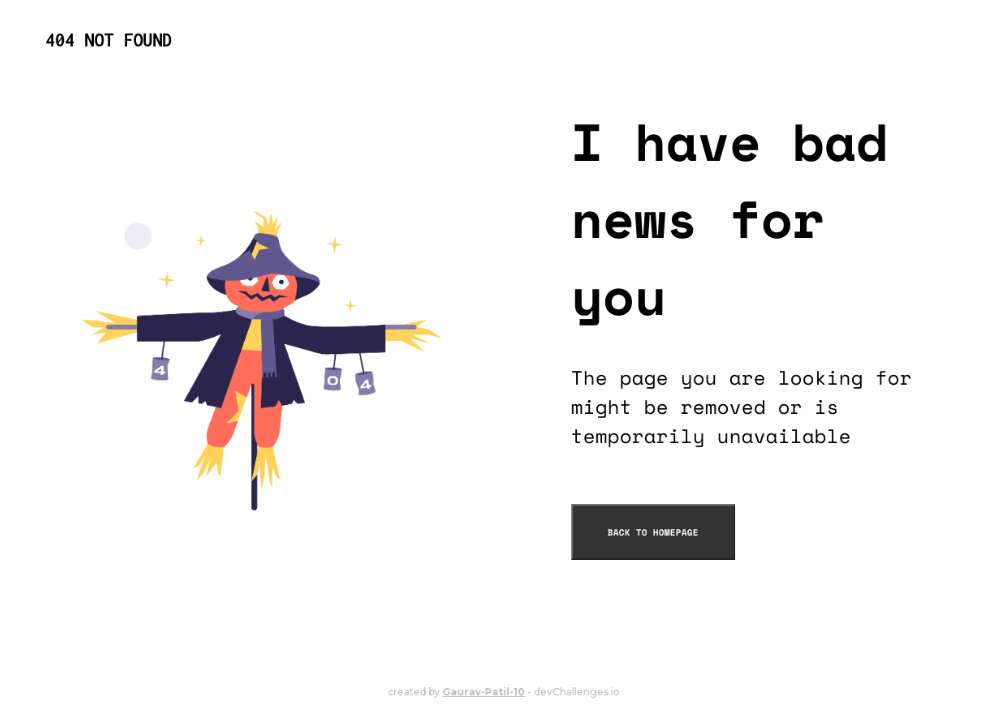 404 NOT FOUND
I have bad
news for
you
4
0
4
The page you are looking for
might be removed or is
temporarily unavailable
BACK TO HOMEPAGE
created by Gaurav-Patil-10 - devChallenges.io